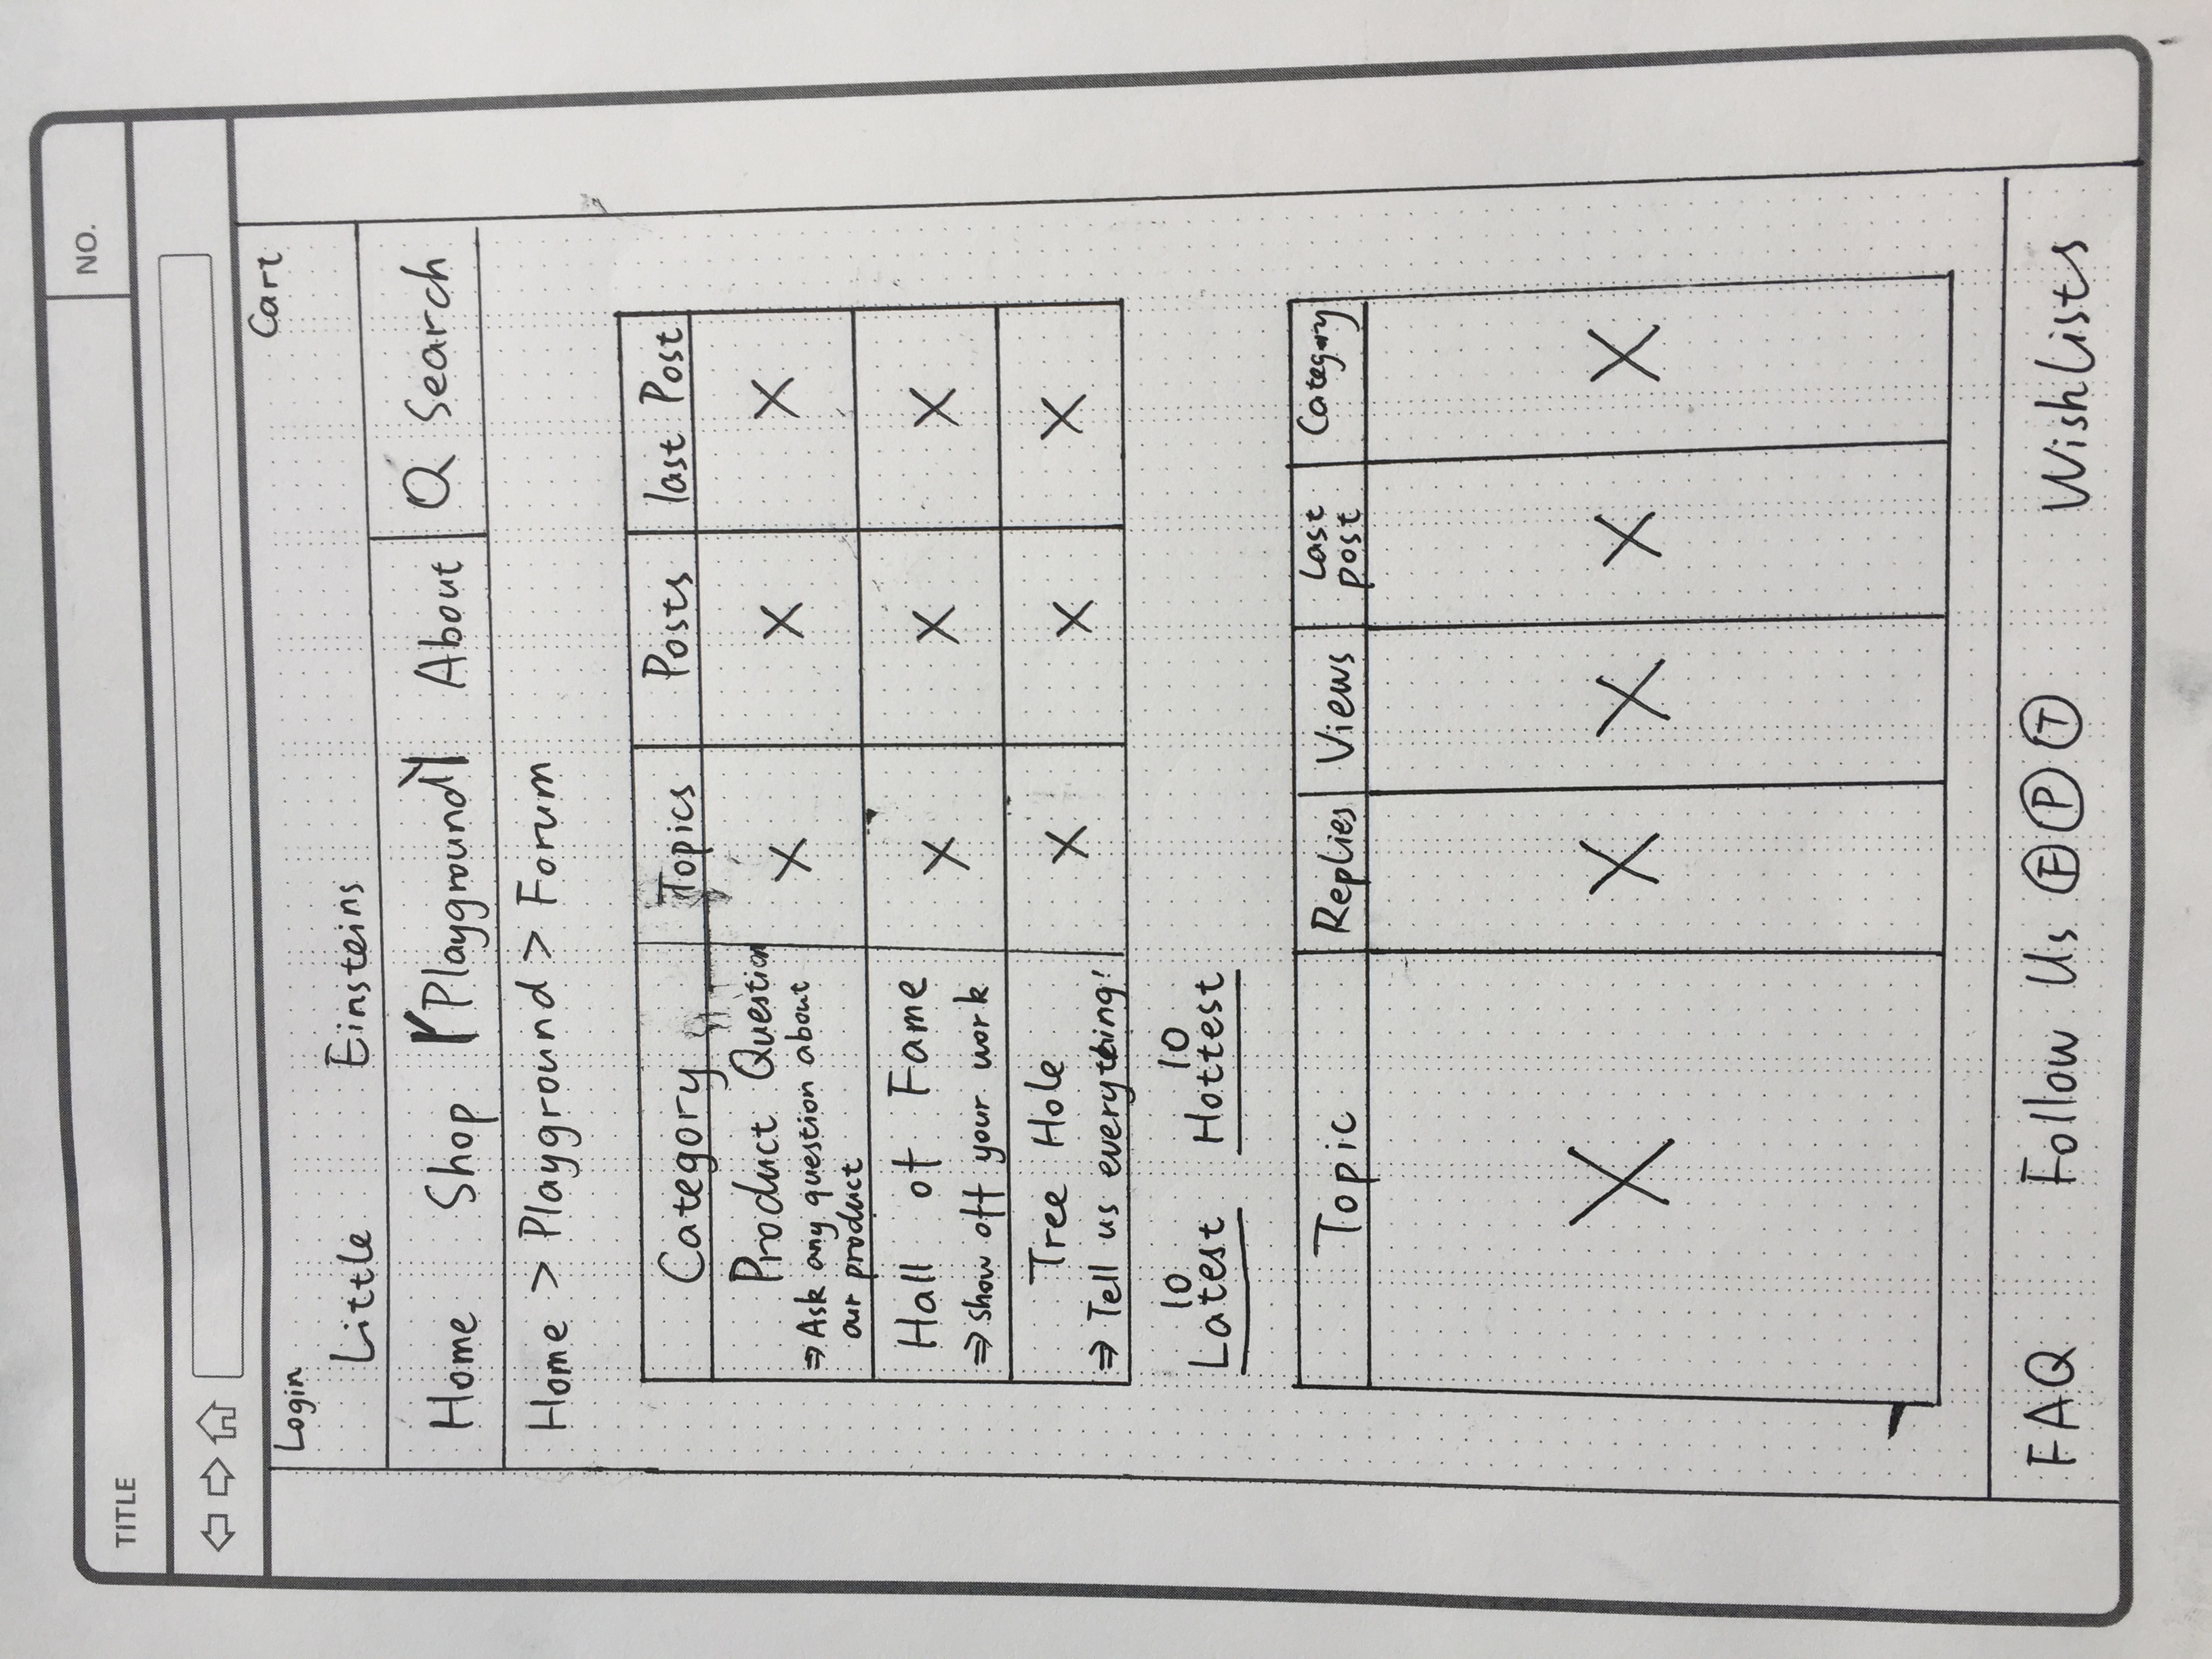 TITLE
NO.
Login
Cart
Little Einsteins
Home Shop Playground About Q Search
Home > Playground > Forum
Category Topics Posts last Post
Product Question X X X
⇒ Ask any question about
our product
Hall of Fame X X X
⇒ show off your work
Tree Hole X X X
⇒ Tell us everything!
10 10
Latest Hottest
Topic Replies Views Last post Category
X X X X X
FAQ Follow Us F P T Wishlists